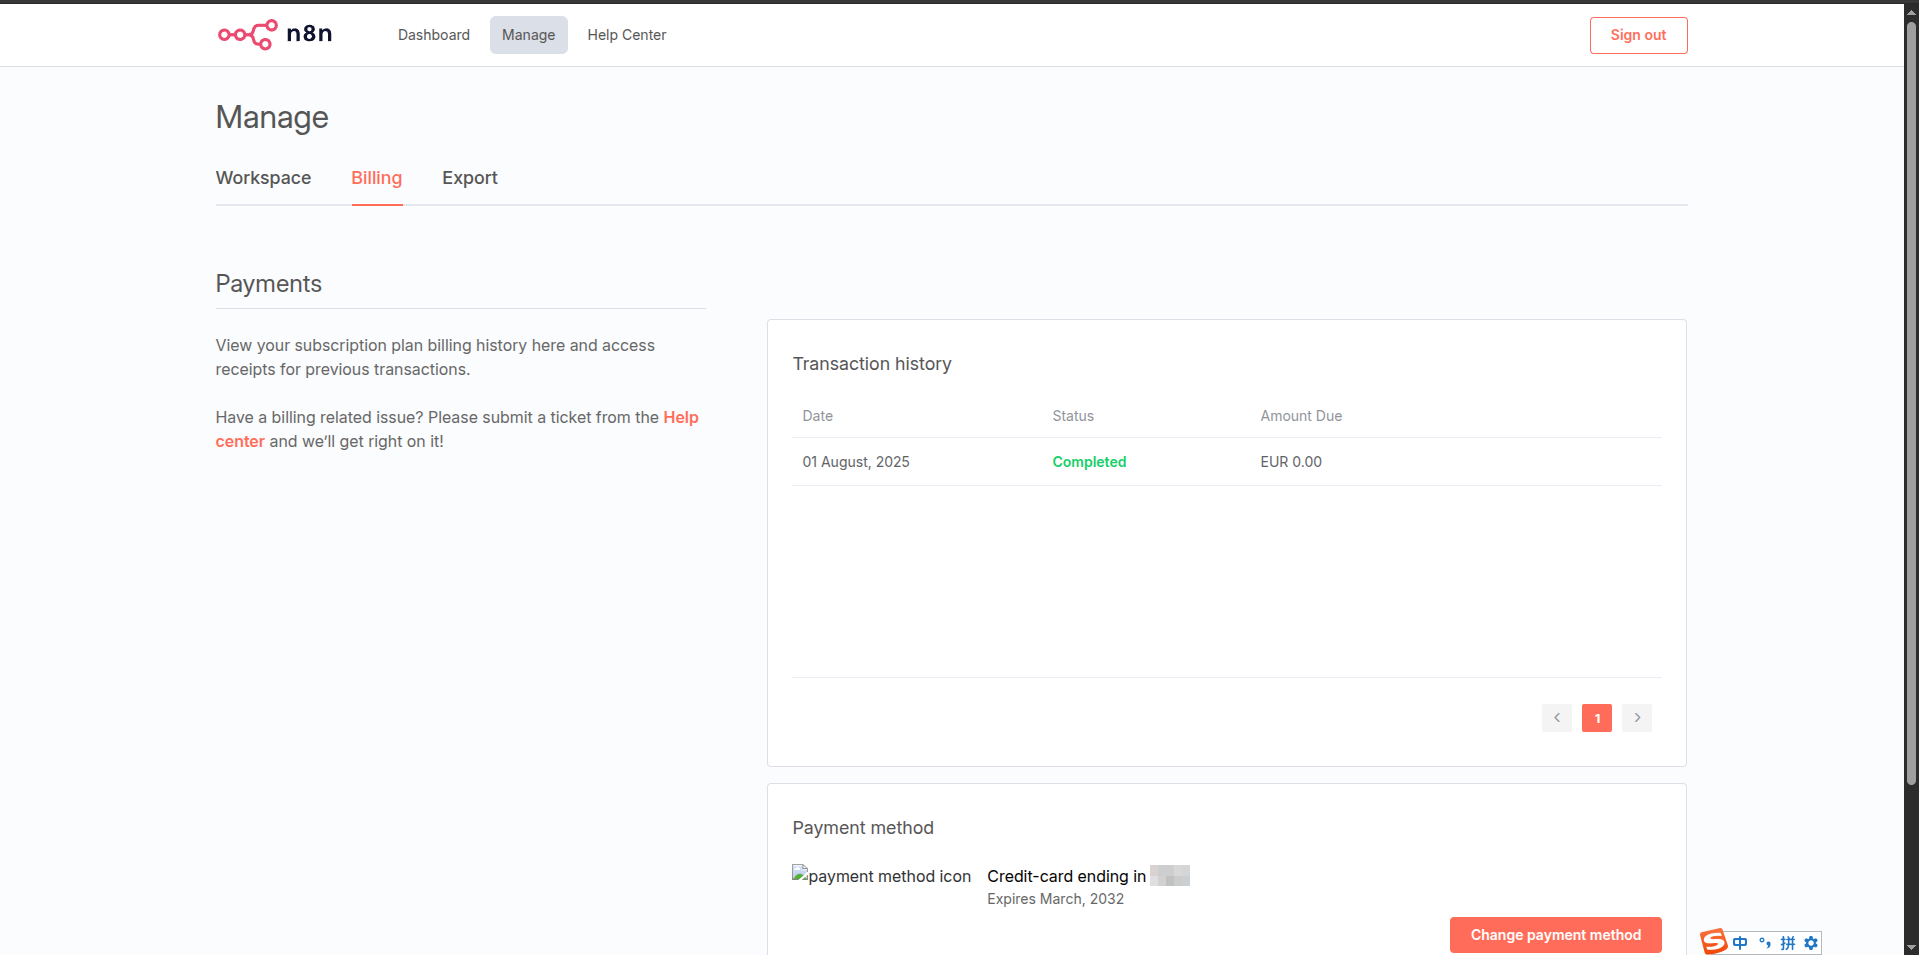 n8n
Dashboard
Manage
Help Center
Sign out
Manage
Workspace
Billing
Export
Payments
View your subscription plan billing history here and access
receipts for previous transactions.
Have a billing related issue? Please submit a ticket from the Help
center and we’ll get right on it!
Transaction history
Date Status Amount Due
01 August, 2025 Completed EUR 0.00
1
Payment method
payment method icon
Credit-card ending in
Expires March, 2032
Change payment method
S 中 °, 拼